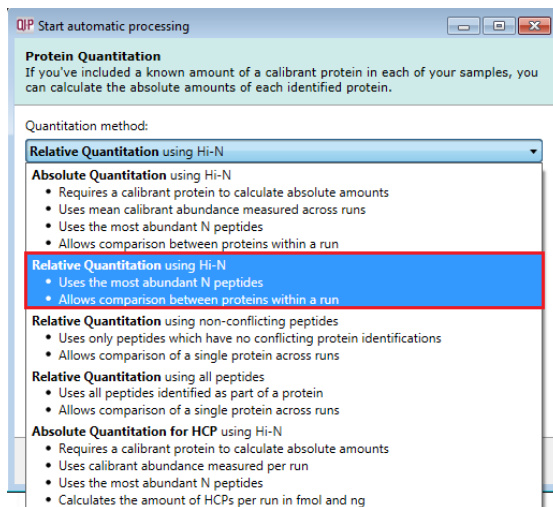 QIP Start automatic processing
Protein Quantitation
If you've included a known amount of a calibrant protein in each of your samples, you
can calculate the absolute amounts of each identified protein.
Quantitation method:
Relative Quantitation using Hi-N
Absolute Quantitation using Hi-N
• Requires a calibrant protein to calculate absolute amounts
• Uses mean calibrant abundance measured across runs
• Uses the most abundant N peptides
• Allows comparison between proteins within a run
Relative Quantitation using Hi-N
• Uses the most abundant N peptides
• Allows comparison between proteins within a run
Relative Quantitation using non-conflicting peptides
• Uses only peptides which have no conflicting protein identifications
• Allows comparison of a single protein across runs
Relative Quantitation using all peptides
• Uses all peptides identified as part of a protein
• Allows comparison of a single protein across runs
Absolute Quantitation for HCP using Hi-N
• Requires a calibrant protein to calculate absolute amounts
• Uses calibrant abundance measured per run
• Uses the most abundant N peptides
• Calculates the amount of HCPs per run in fmol and ng